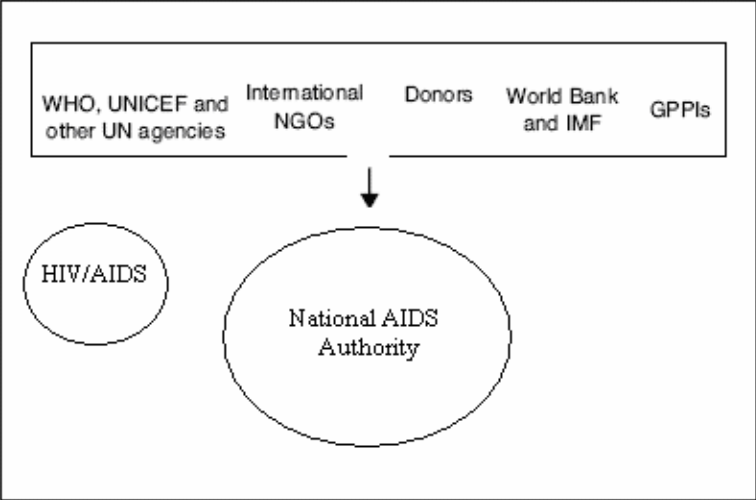 WHO, UNICEF and
other UN agencies
International
NGOs
Donors
World Bank
and IMF
GPPIs
HIV/AIDS
National AIDS
Authority